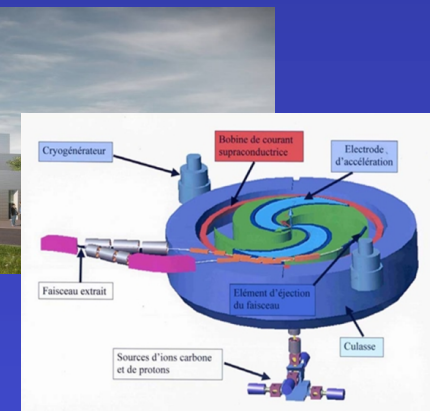 Bobine de courant
supraconductrice
Electrode
d'accélération
Cryogénérateur
Faisceau extrait
Elément d'éjection
du faisceau
Culasse
Sources d'ions carbone
et de protons